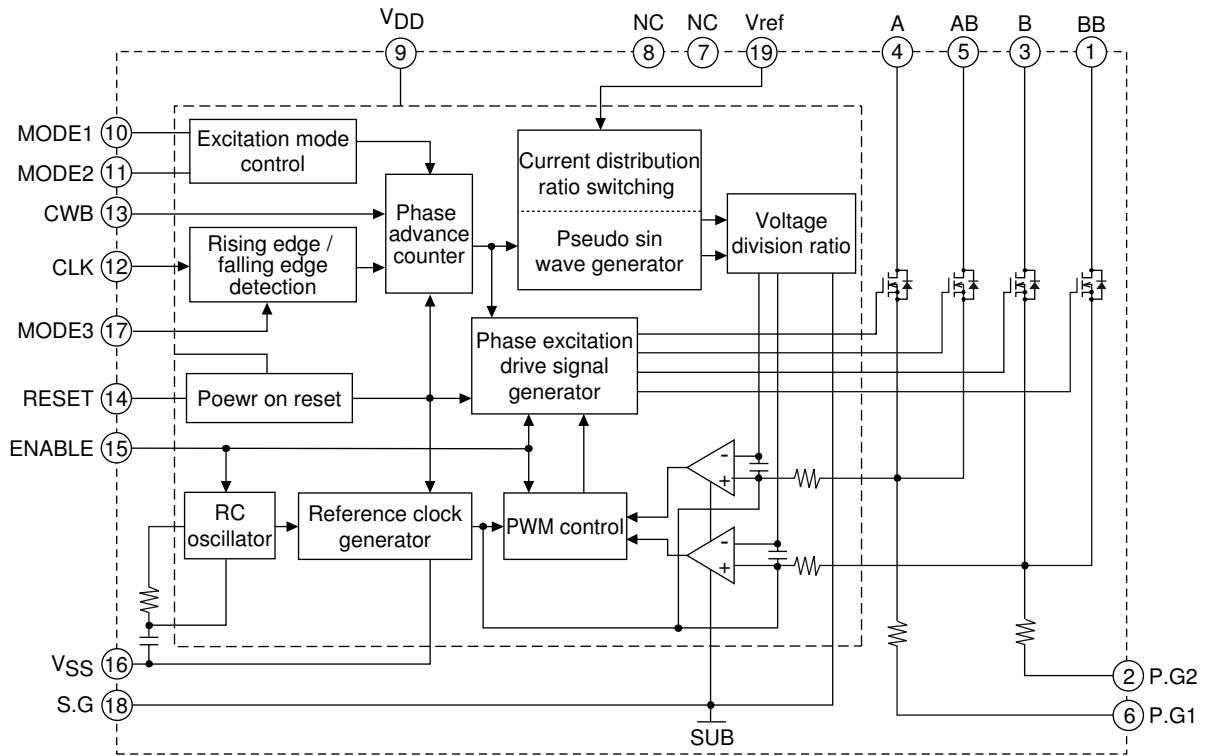 VDD
NC
NC
Vref
A
AB
B
BB
9
8
7
19
4
5
3
1
MODE1 10
MODE2 11
CWB 13
CLK 12
MODE3 17
RESET 14
ENABLE 15
VSS 16
S.G 18
Excitation mode
control
Rising edge /
falling edge
detection
Phase
advance
counter
Current distribution
ratio switching
Pseudo sin
wave generator
Voltage
division ratio
Poewr on reset
Phase excitation
drive signal
generator
RC
oscillator
Reference clock
generator
PWM control
-
+
-
+
SUB
2 P.G2
6 P.G1